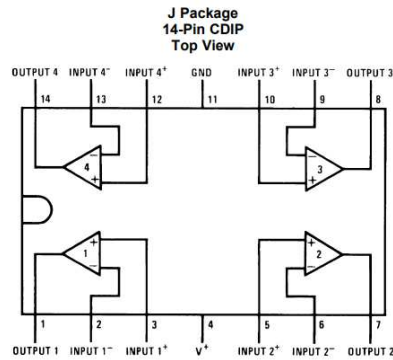 J Package
14-Pin CDIP
Top View
OUTPUT 4 INPUT 4⁻ INPUT 4⁺ GND INPUT 3⁺ INPUT 3⁻ OUTPUT 3
14 13 12 11 10 9 8
− −
4 3
+ +
+ +
1 2
− −
1 2 3 4 5 6 7
OUTPUT 1 INPUT 1⁻ INPUT 1⁺ V⁺ INPUT 2⁺ INPUT 2⁻ OUTPUT 2